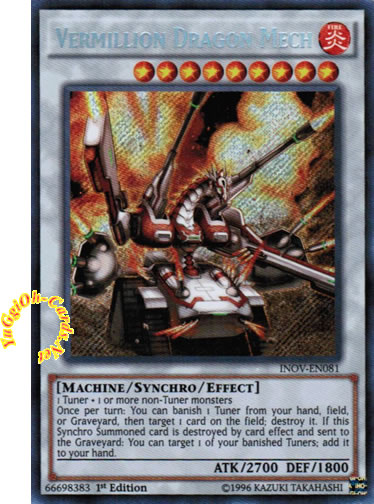 VERMILLION DRAGON MECH
FIRE
炎
INOV-EN081
[MACHINE/SYNCHRO/EFFECT]
1 Tuner + 1 or more non-Tuner monsters
Once per turn: You can banish 1 Tuner from your hand, field,
or Graveyard, then target 1 card on the field; destroy it. If this
Synchro Summoned card is destroyed by card effect and sent to
the Graveyard: You can target 1 of your banished Tuners; add it
to your hand.
ATK/2700 DEF/1800
66698383 1st Edition
©1996 KAZUKI TAKAHASHI
YuGgiOh-Cards.Net